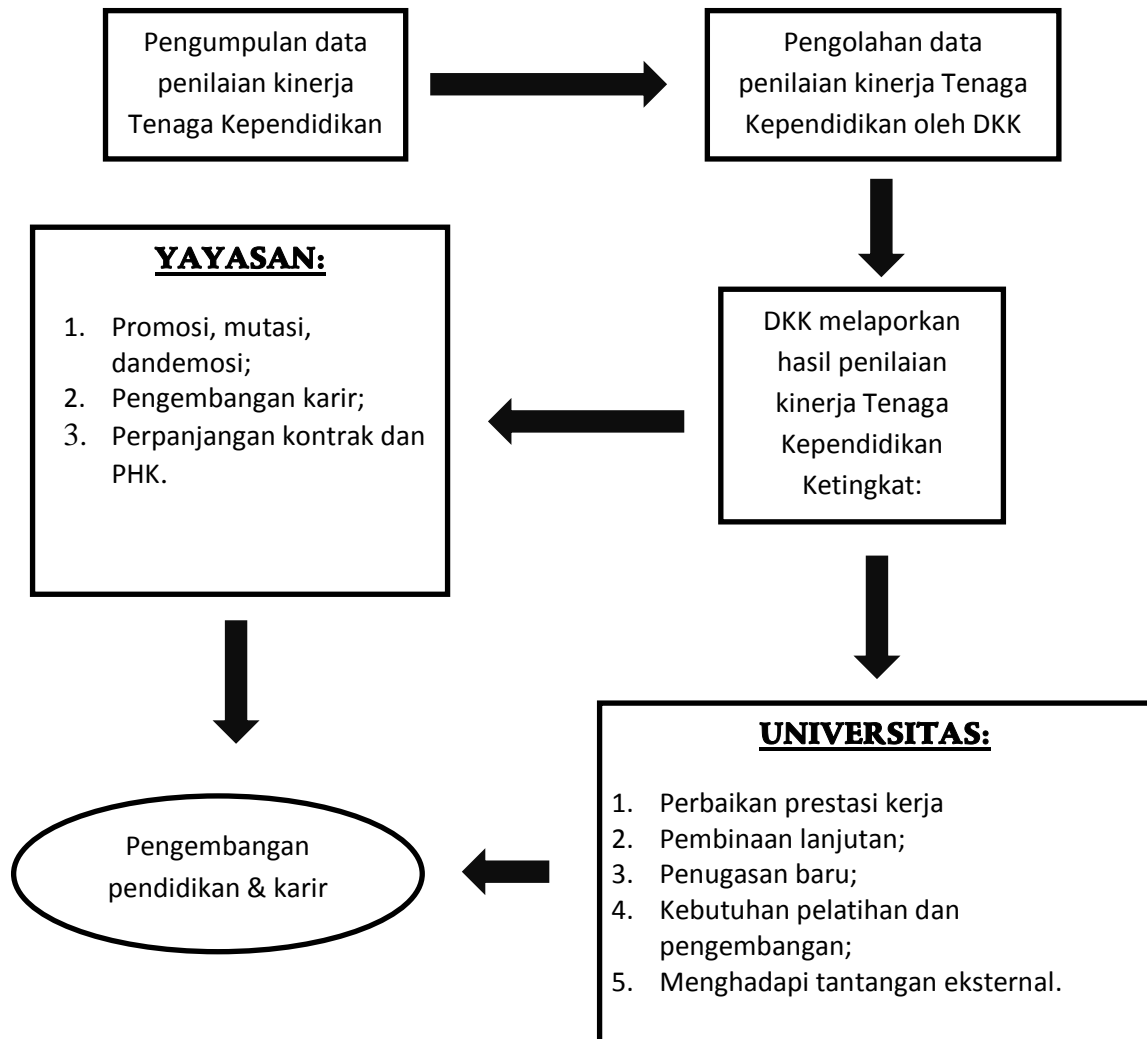 Pengumpulan data
penilaian kinerja
Tenaga Kependidikan
Pengolahan data
penilaian kinerja Tenaga
Kependidikan oleh DKK
YAYASAN:
1. Promosi, mutasi,
dandemosi;
2. Pengembangan karir;
3. Perpanjangan kontrak dan
PHK.
DKK melaporkan
hasil penilaian
kinerja Tenaga
Kependidikan
Ketingkat:
UNIVERSITAS:
1. Perbaikan prestasi kerja
2. Pembinaan lanjutan;
3. Penugasan baru;
4. Kebutuhan pelatihan dan
pengembangan;
5. Menghadapi tantangan eksternal.
Pengembangan
pendidikan & karir